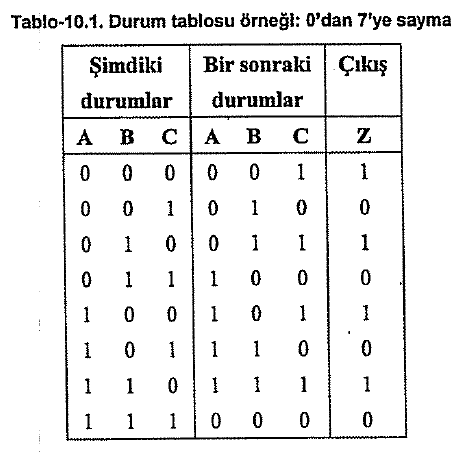 Tablo-10.1. Durum tablosu örneği: 0'dan 7'ye sayma
Şimdiki durumlar Bir sonraki durumlar Çıkış
A B C A B C Z
0 0 0 0 0 1 1
0 0 1 0 1 0 0
0 1 0 0 1 1 1
0 1 1 1 0 0 0
1 0 0 1 0 1 1
1 0 1 1 1 0 0
1 1 0 1 1 1 1
1 1 1 0 0 0 0